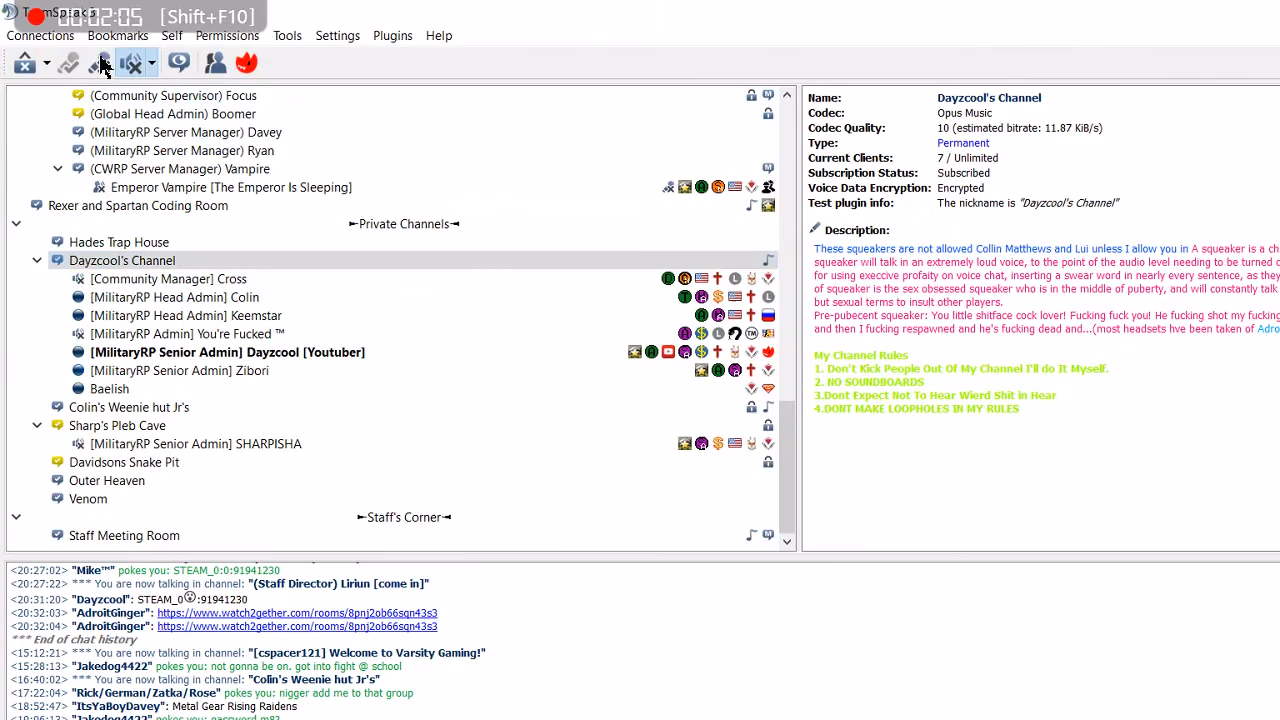 TeamSpeak 3
00:02:05 [Shift+F10]
Connections Bookmarks Self Permissions Tools Settings Plugins Help
(Community Supervisor) Focus
(Global Head Admin) Boomer
(MilitaryRP Server Manager) Davey
(MilitaryRP Server Manager) Ryan
(CWRP Server Manager) Vampire
Emperor Vampire [The Emperor Is Sleeping]
Rexer and Spartan Coding Room
►Private Channels◄
Hades Trap House
Dayzcool's Channel
[Community Manager] Cross
[MilitaryRP Head Admin] Colin
[MilitaryRP Head Admin] Keemstar
[MilitaryRP Admin] You're Fucked ™
[MilitaryRP Senior Admin] Dayzcool [Youtuber]
[MilitaryRP Senior Admin] Zibori
Baelish
Colin's Weenie hut Jr's
Sharp's Pleb Cave
[MilitaryRP Senior Admin] SHARPISHA
Davidsons Snake Pit
Outer Heaven
Venom
►Staff's Corner◄
Staff Meeting Room
Name: Dayzcool's Channel
Codec: Opus Music
Codec Quality: 10 (estimated bitrate: 11.87 KiB/s)
Type: Permanent
Current Clients: 7 / Unlimited
Subscription Status: Subscribed
Voice Data Encryption: Encrypted
Test plugin info: The nickname is "Dayzcool's Channel"
Description:
These squeakers are not allowed Collin Matthews and Lui unless I allow you in A squeaker is a ch
squeaker will talk in an extremely loud voice, to the point of the audio level needing to be turned
for using execcive profaity on voice chat, inserting a swear word in nearly every sentence, as they
of squeaker is the sex obsessed squeaker who is in the middle of puberty, and will constantly talk
but sexual terms to insult other players.
Pre-pubecent squeaker: You little shitface cock lover! Fucking fuck you! He fucking shot my fucking
and then I fucking respawned and he's fucking dead and...(most headsets hve been taken of Adro
My Channel Rules
1. Don't Kick People Out Of My Channel I'll do It Myself.
2. NO SOUNDBOARDS
3.Dont Expect Not To Hear Wierd Shit in Hear
4.DONT MAKE LOOPHOLES IN MY RULES
<20:27:02> "Mike™" pokes you: STEAM_0:0:91941230
<20:27:22> *** You are now talking in channel: "(Staff Director) Liriun [come in]"
<20:31:20> "Dayzcool": STEAM_0😮:91941230
<20:32:03> "AdroitGinger": https://www.watch2gether.com/rooms/8pnj2ob66sqn43s3
<20:32:04> "AdroitGinger": https://www.watch2gether.com/rooms/8pnj2ob66sqn43s3
*** End of chat history
<15:12:21> *** You are now talking in channel: "[cspacer121] Welcome to Varsity Gaming!"
<15:28:13> "Jakedog4422" pokes you: not gonna be on. got into fight @ school
<16:40:02> *** You are now talking in channel: "Colin's Weenie hut Jr's"
<17:22:04> "Rick/German/Zatka/Rose" pokes you: nigger add me to that group
<18:52:47> "ItsYaBoyDavey": Metal Gear Rising Raidens
<19:06:13> "Jakedog4422" pokes you: password m8?